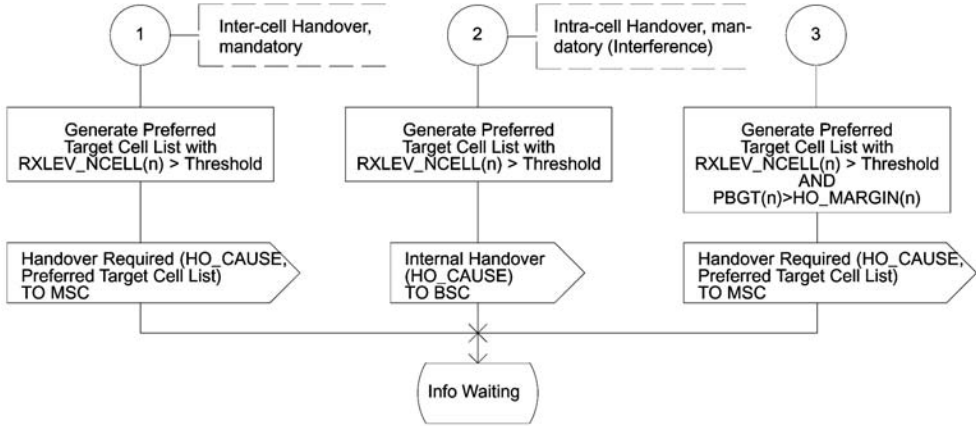 1
Inter-cell Handover,
mandatory
2
Intra-cell Handover, man-
datory (Interference)
3
Generate Preferred
Target Cell List with
RXLEV_NCELL(n) > Threshold
Generate Preferred
Target Cell List with
RXLEV_NCELL(n) > Threshold
Generate Preferred
Target Cell List with
RXLEV_NCELL(n) > Threshold
AND
PBGT(n)>HO_MARGIN(n)
Handover Required (HO_CAUSE,
Preferred Target Cell List)
TO MSC
Internal Handover
(HO_CAUSE)
TO BSC
Handover Required (HO_CAUSE,
Preferred Target Cell List)
TO MSC
Info Waiting